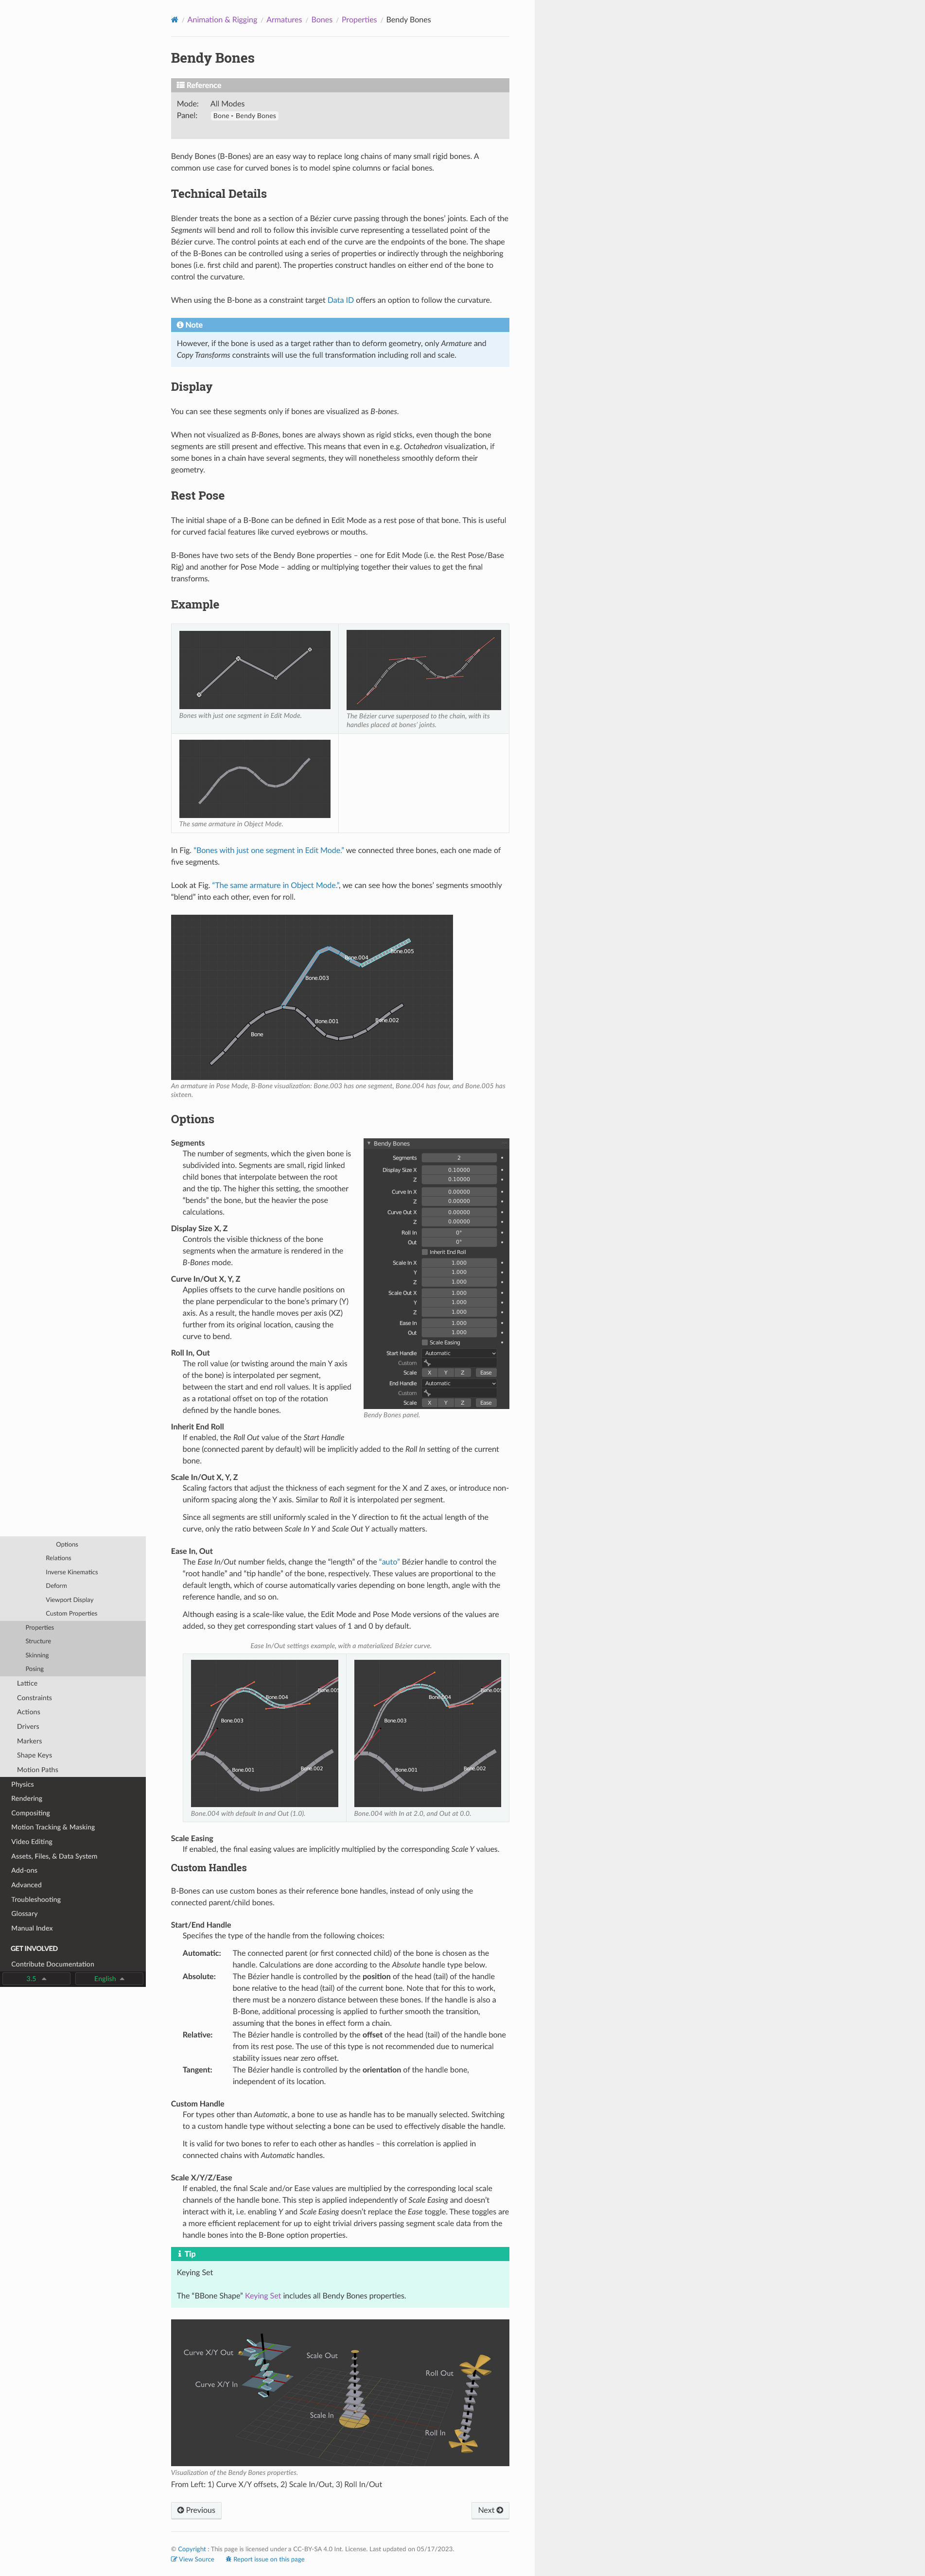 / Animation & Rigging / Armatures / Bones / Properties / Bendy Bones
Bendy Bones
Reference
Mode: All Modes
Panel: Bone ‣ Bendy Bones
Bendy Bones (B-Bones) are an easy way to replace long chains of many small rigid bones. A
common use case for curved bones is to model spine columns or facial bones.
Technical Details
Blender treats the bone as a section of a Bézier curve passing through the bones’ joints. Each of the
Segments will bend and roll to follow this invisible curve representing a tessellated point of the
Bézier curve. The control points at each end of the curve are the endpoints of the bone. The shape
of the B-Bones can be controlled using a series of properties or indirectly through the neighboring
bones (i.e. first child and parent). The properties construct handles on either end of the bone to
control the curvature.
When using the B-bone as a constraint target Data ID offers an option to follow the curvature.
Note
However, if the bone is used as a target rather than to deform geometry, only Armature and
Copy Transforms constraints will use the full transformation including roll and scale.
Display
You can see these segments only if bones are visualized as B-bones.
When not visualized as B-Bones, bones are always shown as rigid sticks, even though the bone
segments are still present and effective. This means that even in e.g. Octahedron visualization, if
some bones in a chain have several segments, they will nonetheless smoothly deform their
geometry.
Rest Pose
The initial shape of a B-Bone can be defined in Edit Mode as a rest pose of that bone. This is useful
for curved facial features like curved eyebrows or mouths.
B-Bones have two sets of the Bendy Bone properties – one for Edit Mode (i.e. the Rest Pose/Base
Rig) and another for Pose Mode – adding or multiplying together their values to get the final
transforms.
Example
Bones with just one segment in Edit Mode.
The Bézier curve superposed to the chain, with its
handles placed at bones’ joints.
The same armature in Object Mode.
In Fig. “Bones with just one segment in Edit Mode.” we connected three bones, each one made of
five segments.
Look at Fig. “The same armature in Object Mode.”, we can see how the bones’ segments smoothly
“blend” into each other, even for roll.
Bone.005
Bone.004
Bone.003
Bone.001
Bone.002
Bone
An armature in Pose Mode, B-Bone visualization: Bone.003 has one segment, Bone.004 has four, and Bone.005 has
sixteen.
Options
Segments
The number of segments, which the given bone is
subdivided into. Segments are small, rigid linked
child bones that interpolate between the root
and the tip. The higher this setting, the smoother
“bends” the bone, but the heavier the pose
calculations.
Display Size X, Z
Controls the visible thickness of the bone
segments when the armature is rendered in the
B-Bones mode.
Curve In/Out X, Y, Z
Applies offsets to the curve handle positions on
the plane perpendicular to the bone’s primary (Y)
axis. As a result, the handle moves per axis (XZ)
further from its original location, causing the
curve to bend.
Roll In, Out
The roll value (or twisting around the main Y axis
of the bone) is interpolated per segment,
between the start and end roll values. It is applied
as a rotational offset on top of the rotation
defined by the handle bones.
Bendy Bones
Segments 2
Display Size X 0.10000
Z 0.10000
Curve In X 0.00000
Z 0.00000
Curve Out X 0.00000
Z 0.00000
Roll In 0°
Out 0°
Inherit End Roll
Scale In X 1.000
Y 1.000
Z 1.000
Scale Out X 1.000
Y 1.000
Z 1.000
Ease In 1.000
Out 1.000
Scale Easing
Start Handle Automatic
Custom
Scale X Y Z Ease
End Handle Automatic
Custom
Scale X Y Z Ease
Bendy Bones panel.
Inherit End Roll
If enabled, the Roll Out value of the Start Handle
bone (connected parent by default) will be implicitly added to the Roll In setting of the current
bone.
Scale In/Out X, Y, Z
Scaling factors that adjust the thickness of each segment for the X and Z axes, or introduce non-
uniform spacing along the Y axis. Similar to Roll it is interpolated per segment.
Since all segments are still uniformly scaled in the Y direction to fit the actual length of the
curve, only the ratio between Scale In Y and Scale Out Y actually matters.
Ease In, Out
The Ease In/Out number fields, change the “length” of the “auto” Bézier handle to control the
“root handle” and “tip handle” of the bone, respectively. These values are proportional to the
default length, which of course automatically varies depending on bone length, angle with the
reference handle, and so on.
Although easing is a scale-like value, the Edit Mode and Pose Mode versions of the values are
added, so they get corresponding start values of 1 and 0 by default.
Ease In/Out settings example, with a materialized Bézier curve.
Bone.005
Bone.004
Bone.003
Bone.001
Bone.002
Bone.004 with default In and Out (1.0).
Bone.005
Bone.004
Bone.003
Bone.001
Bone.002
Bone.004 with In at 2.0, and Out at 0.0.
Scale Easing
If enabled, the final easing values are implicitly multiplied by the corresponding Scale Y values.
Custom Handles
B-Bones can use custom bones as their reference bone handles, instead of only using the
connected parent/child bones.
Start/End Handle
Specifies the type of the handle from the following choices:
Automatic: The connected parent (or first connected child) of the bone is chosen as the
handle. Calculations are done according to the Absolute handle type below.
Absolute: The Bézier handle is controlled by the position of the head (tail) of the handle
bone relative to the head (tail) of the current bone. Note that for this to work,
there must be a nonzero distance between these bones. If the handle is also a
B-Bone, additional processing is applied to further smooth the transition,
assuming that the bones in effect form a chain.
Relative: The Bézier handle is controlled by the offset of the head (tail) of the handle bone
from its rest pose. The use of this type is not recommended due to numerical
stability issues near zero offset.
Tangent: The Bézier handle is controlled by the orientation of the handle bone,
independent of its location.
Custom Handle
For types other than Automatic, a bone to use as handle has to be manually selected. Switching
to a custom handle type without selecting a bone can be used to effectively disable the handle.
It is valid for two bones to refer to each other as handles – this correlation is applied in
connected chains with Automatic handles.
Scale X/Y/Z/Ease
If enabled, the final Scale and/or Ease values are multiplied by the corresponding local scale
channels of the handle bone. This step is applied independently of Scale Easing and doesn’t
interact with it, i.e. enabling Y and Scale Easing doesn’t replace the Ease toggle. These toggles are
a more efficient replacement for up to eight trivial drivers passing segment scale data from the
handle bones into the B-Bone option properties.
Tip
Keying Set
The “BBone Shape” Keying Set includes all Bendy Bones properties.
Curve X/Y Out
Curve X/Y In
Scale Out
Scale In
Roll Out
Roll In
Visualization of the Bendy Bones properties.
From Left: 1) Curve X/Y offsets, 2) Scale In/Out, 3) Roll In/Out
Previous
Next
© Copyright : This page is licensed under a CC-BY-SA 4.0 Int. License. Last updated on 05/17/2023.
View Source Report issue on this page
Options
Relations
Inverse Kinematics
Deform
Viewport Display
Custom Properties
Properties
Structure
Skinning
Posing
Lattice
Constraints
Actions
Drivers
Markers
Shape Keys
Motion Paths
Physics
Rendering
Compositing
Motion Tracking & Masking
Video Editing
Assets, Files, & Data System
Add-ons
Advanced
Troubleshooting
Glossary
Manual Index
GET INVOLVED
Contribute Documentation
3.5 English